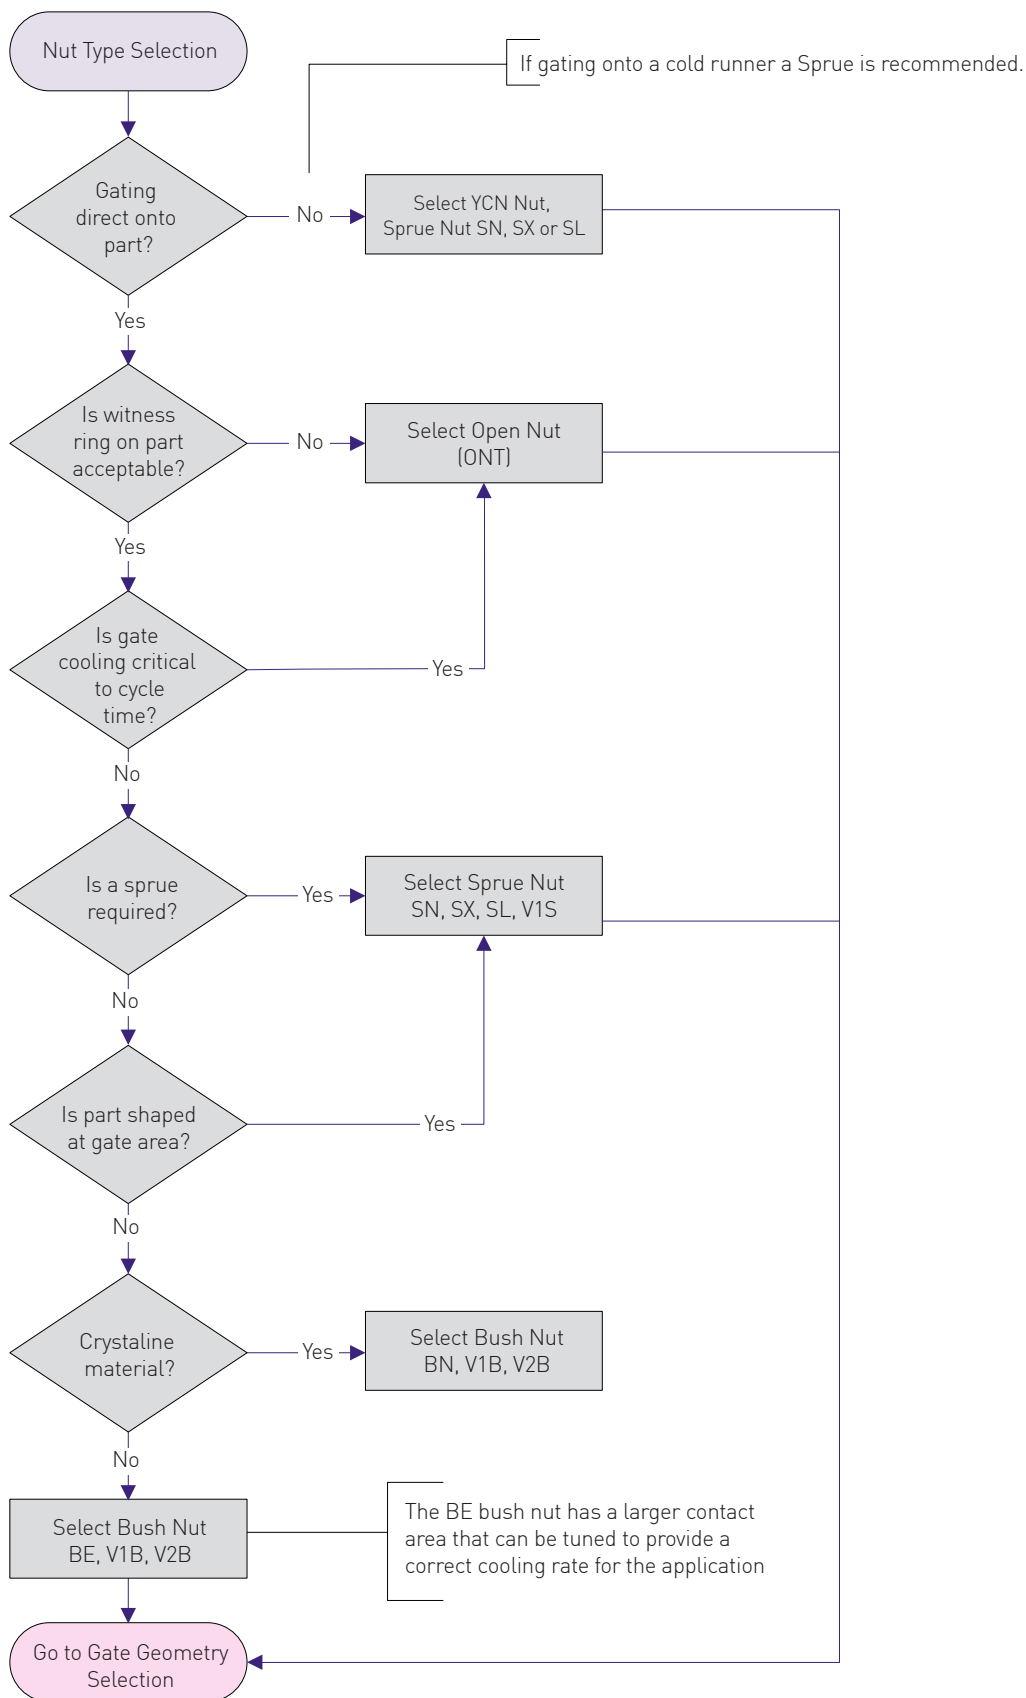 Nut Type Selection
If gating onto a cold runner a Sprue is recommended.
Gating
direct onto
part?
No
Select YCN Nut,
Sprue Nut SN, SX or SL
Yes
Is witness
ring on part
acceptable?
No
Select Open Nut
(ONT)
Yes
Is gate
cooling critical
to cycle
time?
Yes
No
Is a sprue
required?
Yes
Select Sprue Nut
SN, SX, SL, V1S
No
Is part shaped
at gate area?
Yes
No
Crystaline
material?
Yes
Select Bush Nut
BN, V1B, V2B
No
Select Bush Nut
BE, V1B, V2B
The BE bush nut has a larger contact
area that can be tuned to provide a
correct cooling rate for the application
Go to Gate Geometry
Selection